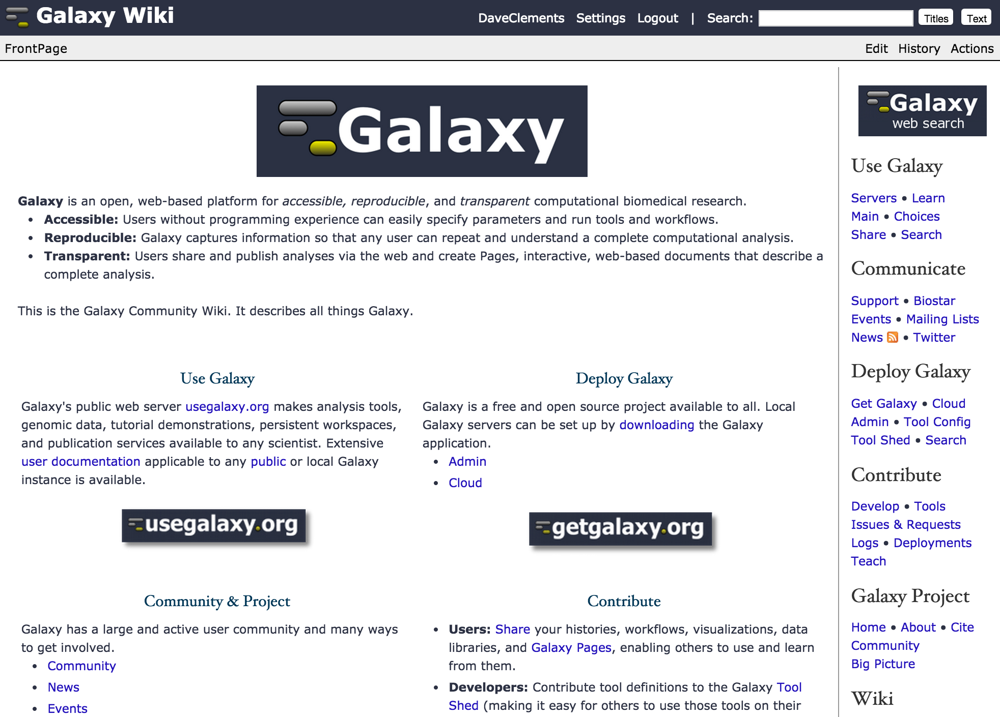 Galaxy Wiki
DaveClements Settings Logout | Search: Titles Text
FrontPage
Edit History Actions
Galaxy
Galaxy is an open, web-based platform for accessible, reproducible, and transparent computational biomedical research.
• Accessible: Users without programming experience can easily specify parameters and run tools and workflows.
• Reproducible: Galaxy captures information so that any user can repeat and understand a complete computational analysis.
• Transparent: Users share and publish analyses via the web and create Pages, interactive, web-based documents that describe a
complete analysis.
This is the Galaxy Community Wiki. It describes all things Galaxy.
Use Galaxy
Galaxy's public web server usegalaxy.org makes analysis tools,
genomic data, tutorial demonstrations, persistent workspaces,
and publication services available to any scientist. Extensive
user documentation applicable to any public or local Galaxy
instance is available.
usegalaxy.org
Deploy Galaxy
Galaxy is a free and open source project available to all. Local
Galaxy servers can be set up by downloading the Galaxy
application.
• Admin
• Cloud
getgalaxy.org
Community & Project
Galaxy has a large and active user community and many ways
to get involved.
• Community
• News
• Events
Contribute
• Users: Share your histories, workflows, visualizations, data
libraries, and Galaxy Pages, enabling others to use and learn
from them.
• Developers: Contribute tool definitions to the Galaxy Tool
Shed (making it easy for others to use those tools on their
Galaxy
web search
Use Galaxy
Servers • Learn
Main • Choices
Share • Search
Communicate
Support • Biostar
Events • Mailing Lists
News • Twitter
Deploy Galaxy
Get Galaxy • Cloud
Admin • Tool Config
Tool Shed • Search
Contribute
Develop • Tools
Issues & Requests
Logs • Deployments
Teach
Galaxy Project
Home • About • Cite
Community
Big Picture
Wiki